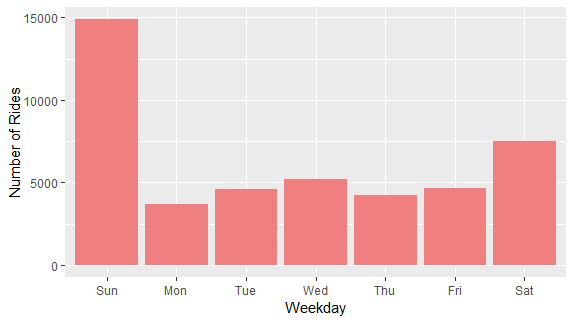 15000
10000
5000
0
Number of Rides
Sun Mon Tue Wed Thu Fri Sat
Weekday